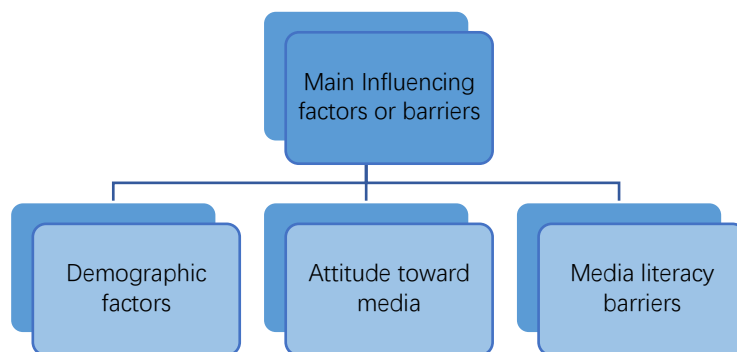 Main Influencing
factors or barriers
Demographic
factors
Attitude toward
media
Media literacy
barriers